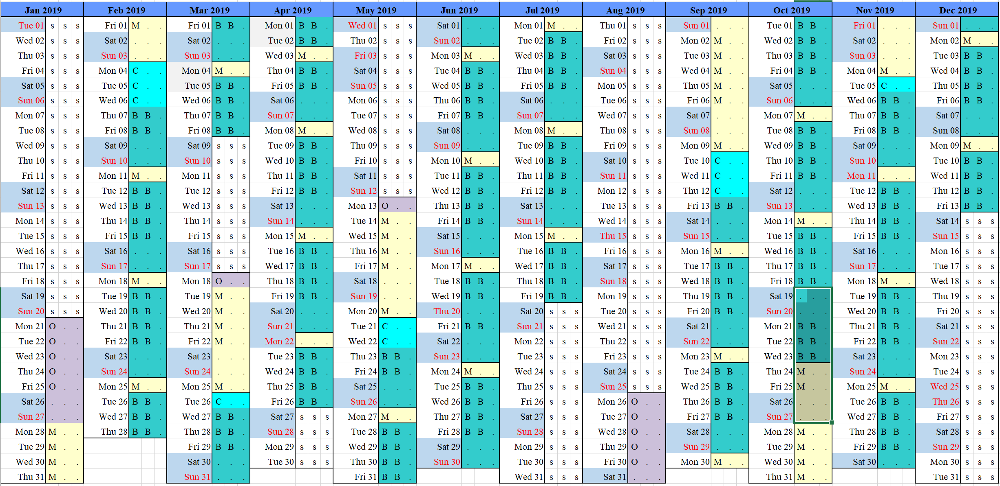 Jan 2019 Feb 2019 Mar 2019 Apr 2019 May 2019 Jun 2019 Jul 2019 Aug 2019 Sep 2019 Oct 2019 Nov 2019 Dec 2019
Tue 01 s s s Fri 01 M . . Fri 01 B B . Mon 01 B B . Wed 01 s s s Sat 01 . . . Mon 01 M . . Thu 01 s s s Sun 01 . . . Tue 01 B B . Fri 01 . . . Sun 01 . . .
Wed 02 s s s Sat 02 . . . Sat 02 . . . Tue 02 B B . Thu 02 s s s Sun 02 . . . Tue 02 B B . Fri 02 s s s Mon 02 M . . Wed 02 B B . Sat 02 . . . Mon 02 M . .
Thu 03 s s s Sun 03 . . . Sun 03 . . . Wed 03 M . . Fri 03 s s s Mon 03 M . . Wed 03 B B . Sat 03 s s s Tue 03 M . . Thu 03 B B . Sun 03 . . . Tue 03 B B .
Fri 04 s s s Mon 04 C . . Mon 04 M . . Thu 04 B B . Sat 04 s s s Tue 04 B B . Thu 04 B B . Sun 04 s s s Wed 04 M . . Fri 04 B B . Mon 04 M . . Wed 04 B B .
Sat 05 s s s Tue 05 C . . Tue 05 B B . Fri 05 B B . Sun 05 s s s Wed 05 B B . Fri 05 B B . Mon 05 s s s Thu 05 M . . Sat 05 . . . Tue 05 C . . Thu 05 B B .
Sun 06 s s s Wed 06 C . . Wed 06 B B . Sat 06 . . . Mon 06 s s s Thu 06 B B . Sat 06 . . . Tue 06 s s s Fri 06 M . . Sun 06 . . . Wed 06 B B . Fri 06 B B .
Mon 07 s s s Thu 07 B B . Thu 07 B B . Sun 07 . . . Tue 07 s s s Fri 07 B B . Sun 07 . . . Wed 07 s s s Sat 07 . . . Mon 07 M . . Thu 07 B B . Sat 07 . . .
Tue 08 s s s Fri 08 B B . Fri 08 B B . Mon 08 M . . Wed 08 s s s Sat 08 . . . Mon 08 M . . Thu 08 s s s Sun 08 . . . Tue 08 B B . Fri 08 B B . Sun 08 . . .
Wed 09 s s s Sat 09 . . . Sat 09 s s s Tue 09 B B . Thu 09 s s s Sun 09 . . . Tue 09 B B . Fri 09 s s s Mon 09 M . . Wed 09 B B . Sat 09 . . . Mon 09 M . .
Thu 10 s s s Sun 10 . . . Sun 10 s s s Wed 10 B B . Fri 10 s s s Mon 10 M . . Wed 10 B B . Sat 10 s s s Tue 10 C . . Thu 10 B B . Sun 10 . . . Tue 10 B B .
Fri 11 s s s Mon 11 M . . Mon 11 s s s Thu 11 B B . Sat 11 s s s Tue 11 B B . Thu 11 B B . Sun 11 s s s Wed 11 C . . Fri 11 B B . Mon 11 . . . Wed 11 B B .
Sat 12 s s s Tue 12 B B . Tue 12 s s s Fri 12 B B . Sun 12 s s s Wed 12 B B . Fri 12 B B . Mon 12 s s s Thu 12 C . . Sat 12 . . . Tue 12 B B . Thu 12 B B .
Sun 13 s s s Wed 13 B B . Wed 13 s s s Sat 13 . . . Mon 13 O . . Thu 13 B B . Sat 13 . . . Tue 13 s s s Fri 13 B B . Sun 13 . . . Wed 13 B B . Fri 13 B B .
Mon 14 s s s Thu 14 B B . Thu 14 s s s Sun 14 . . . Tue 14 M . . Fri 14 B B . Sun 14 . . . Wed 14 s s s Sat 14 . . . Mon 14 M . . Thu 14 B B . Sat 14 s s s
Tue 15 s s s Fri 15 B B . Fri 15 s s s Mon 15 M . . Wed 15 M . . Sat 15 . . . Mon 15 M . . Thu 15 s s s Sun 15 . . . Tue 15 B B . Fri 15 B B . Sun 15 s s s
Wed 16 s s s Sat 16 . . . Sat 16 s s s Tue 16 B B . Thu 16 M . . Sun 16 . . . Tue 16 B B . Fri 16 s s s Mon 16 M . . Wed 16 B B . Sat 16 . . . Mon 16 s s s
Thu 17 s s s Sun 17 . . . Sun 17 s s s Wed 17 B B . Fri 17 M . . Mon 17 M . . Wed 17 B B . Sat 17 s s s Tue 17 B B . Thu 17 B B . Sun 17 . . . Tue 17 s s s
Fri 18 s s s Mon 18 M . . Mon 18 O . . Thu 18 B B . Sat 18 . . . Tue 18 B B . Thu 18 B B . Sun 18 s s s Wed 18 B B . Fri 18 B B . Mon 18 M . . Wed 18 s s s
Sat 19 s s s Tue 19 B B . Tue 19 M . . Fri 19 B B . Sun 19 . . . Wed 19 B B . Fri 19 B B . Mon 19 s s s Thu 19 B B . Sat 19 . . . Tue 19 B B . Thu 19 s s s
Sun 20 s s s Wed 20 B B . Wed 20 M . . Sat 20 . . . Mon 20 M . . Thu 20 . . . Sat 20 s s s Tue 20 s s s Fri 20 B B . Sun 20 . . . Wed 20 B B . Fri 20 s s s
Mon 21 O . . Thu 21 B B . Thu 21 M . . Sun 21 . . . Tue 21 C . . Fri 21 B B . Sun 21 s s s Wed 21 s s s Sat 21 . . . Mon 21 B B . Thu 21 B B . Sat 21 s s s
Tue 22 O . . Fri 22 B B . Fri 22 M . . Mon 22 . . . Wed 22 C . . Sat 22 . . . Mon 22 s s s Thu 22 s s s Sun 22 . . . Tue 22 B B . Fri 22 B B . Sun 22 s s s
Wed 23 O . . Sat 23 . . . Sat 23 . . . Tue 23 B B . Thu 23 B B . Sun 23 . . . Tue 23 s s s Fri 23 s s s Mon 23 M . . Wed 23 B B . Sat 23 . . . Mon 23 s s s
Thu 24 O . . Sun 24 . . . Sun 24 . . . Wed 24 B B . Fri 24 B B . Mon 24 M . . Wed 24 s s s Sat 24 s s s Tue 24 B B . Thu 24 M . . Sun 24 . . . Tue 24 s s s
Fri 25 O . . Mon 25 M . . Mon 25 M . . Thu 25 B B . Sat 25 . . . Tue 25 B B . Thu 25 s s s Sun 25 s s s Wed 25 B B . Fri 25 M . . Mon 25 M . . Wed 25 s s s
Sat 26 . . . Tue 26 B B . Tue 26 C . . Fri 26 B B . Sun 26 . . . Wed 26 B B . Fri 26 s s s Mon 26 O . . Thu 26 B B . Sat 26 . . . Tue 26 B B . Thu 26 s s s
Sun 27 . . . Wed 27 B B . Wed 27 B B . Sat 27 s s s Mon 27 M . . Thu 27 B B . Sat 27 s s s Tue 27 O . . Fri 27 B B . Sun 27 . . . Wed 27 B B . Fri 27 s s s
Mon 28 M . . Thu 28 B B . Thu 28 B B . Sun 28 s s s Tue 28 B B . Fri 28 B B . Sun 28 s s s Wed 28 O . . Sat 28 . . . Mon 28 M . . Thu 28 B B . Sat 28 s s s
Tue 29 M . . Fri 29 B B . Mon 29 s s s Wed 29 B B . Sat 29 . . . Mon 29 s s s Thu 29 O . . Sun 29 . . . Tue 29 M . . Fri 29 B B . Sun 29 s s s
Wed 30 M . . Sat 30 . . . Tue 30 s s s Thu 30 B B . Sun 30 . . . Tue 30 s s s Fri 30 O . . Mon 30 M . . Wed 30 M . . Sat 30 . . . Mon 30 s s s
Thu 31 M . . Sun 31 . . . Fri 31 B B . Wed 31 s s s Sat 31 . . . Thu 31 M . . Tue 31 s s s